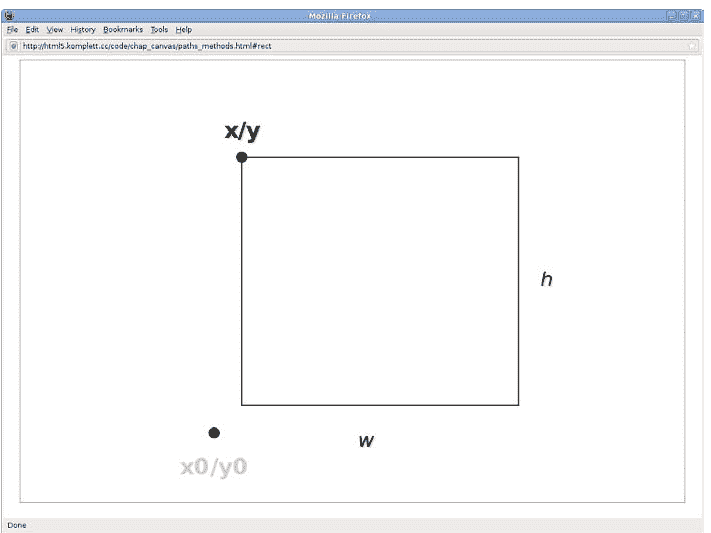 Mozilla Firefox
File Edit View History Bookmarks Tools Help
http://html5.komplett.cc/code/chap_canvas/paths_methods.html#rect
x/y
h
w
x0/y0
Done